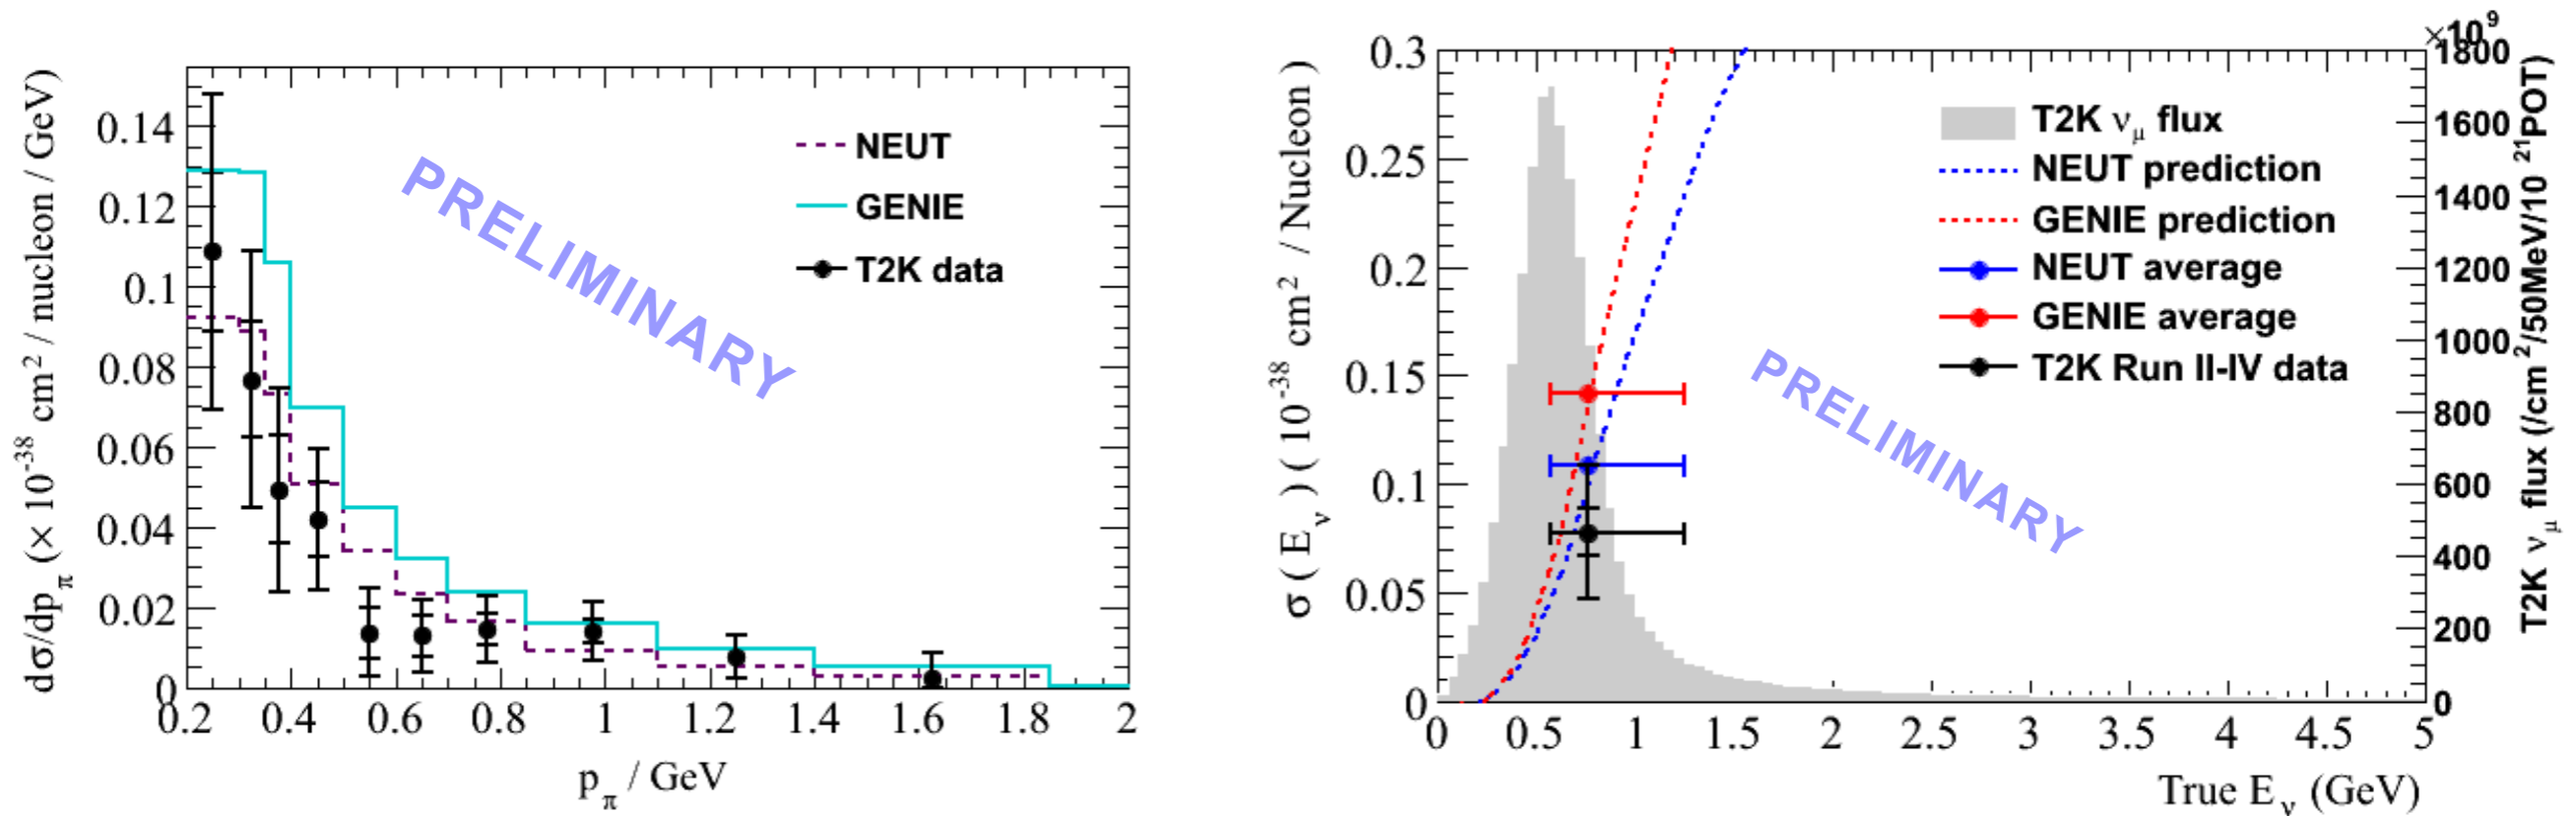 dσ/dp_π (× 10^-38 cm^2 / nucleon / GeV)
0.14
0.12
0.1
0.08
0.06
0.04
0.02
0
0.2 0.4 0.6 0.8 1 1.2 1.4 1.6 1.8 2
p_π / GeV
NEUT
GENIE
T2K data
PRELIMINARY
σ ( E_ν ) ( 10^-38 cm^2 / Nucleon )
0.3
0.25
0.2
0.15
0.1
0.05
0
0 0.5 1 1.5 2 2.5 3 3.5 4 4.5 5
True E_ν (GeV)
T2K ν_μ flux
NEUT prediction
GENIE prediction
NEUT average
GENIE average
T2K Run II-IV data
PRELIMINARY
×10^9
1800
1600
1400
1200
1000
800
600
400
200
0
T2K ν_μ flux (/cm^2/50MeV/10^21POT)